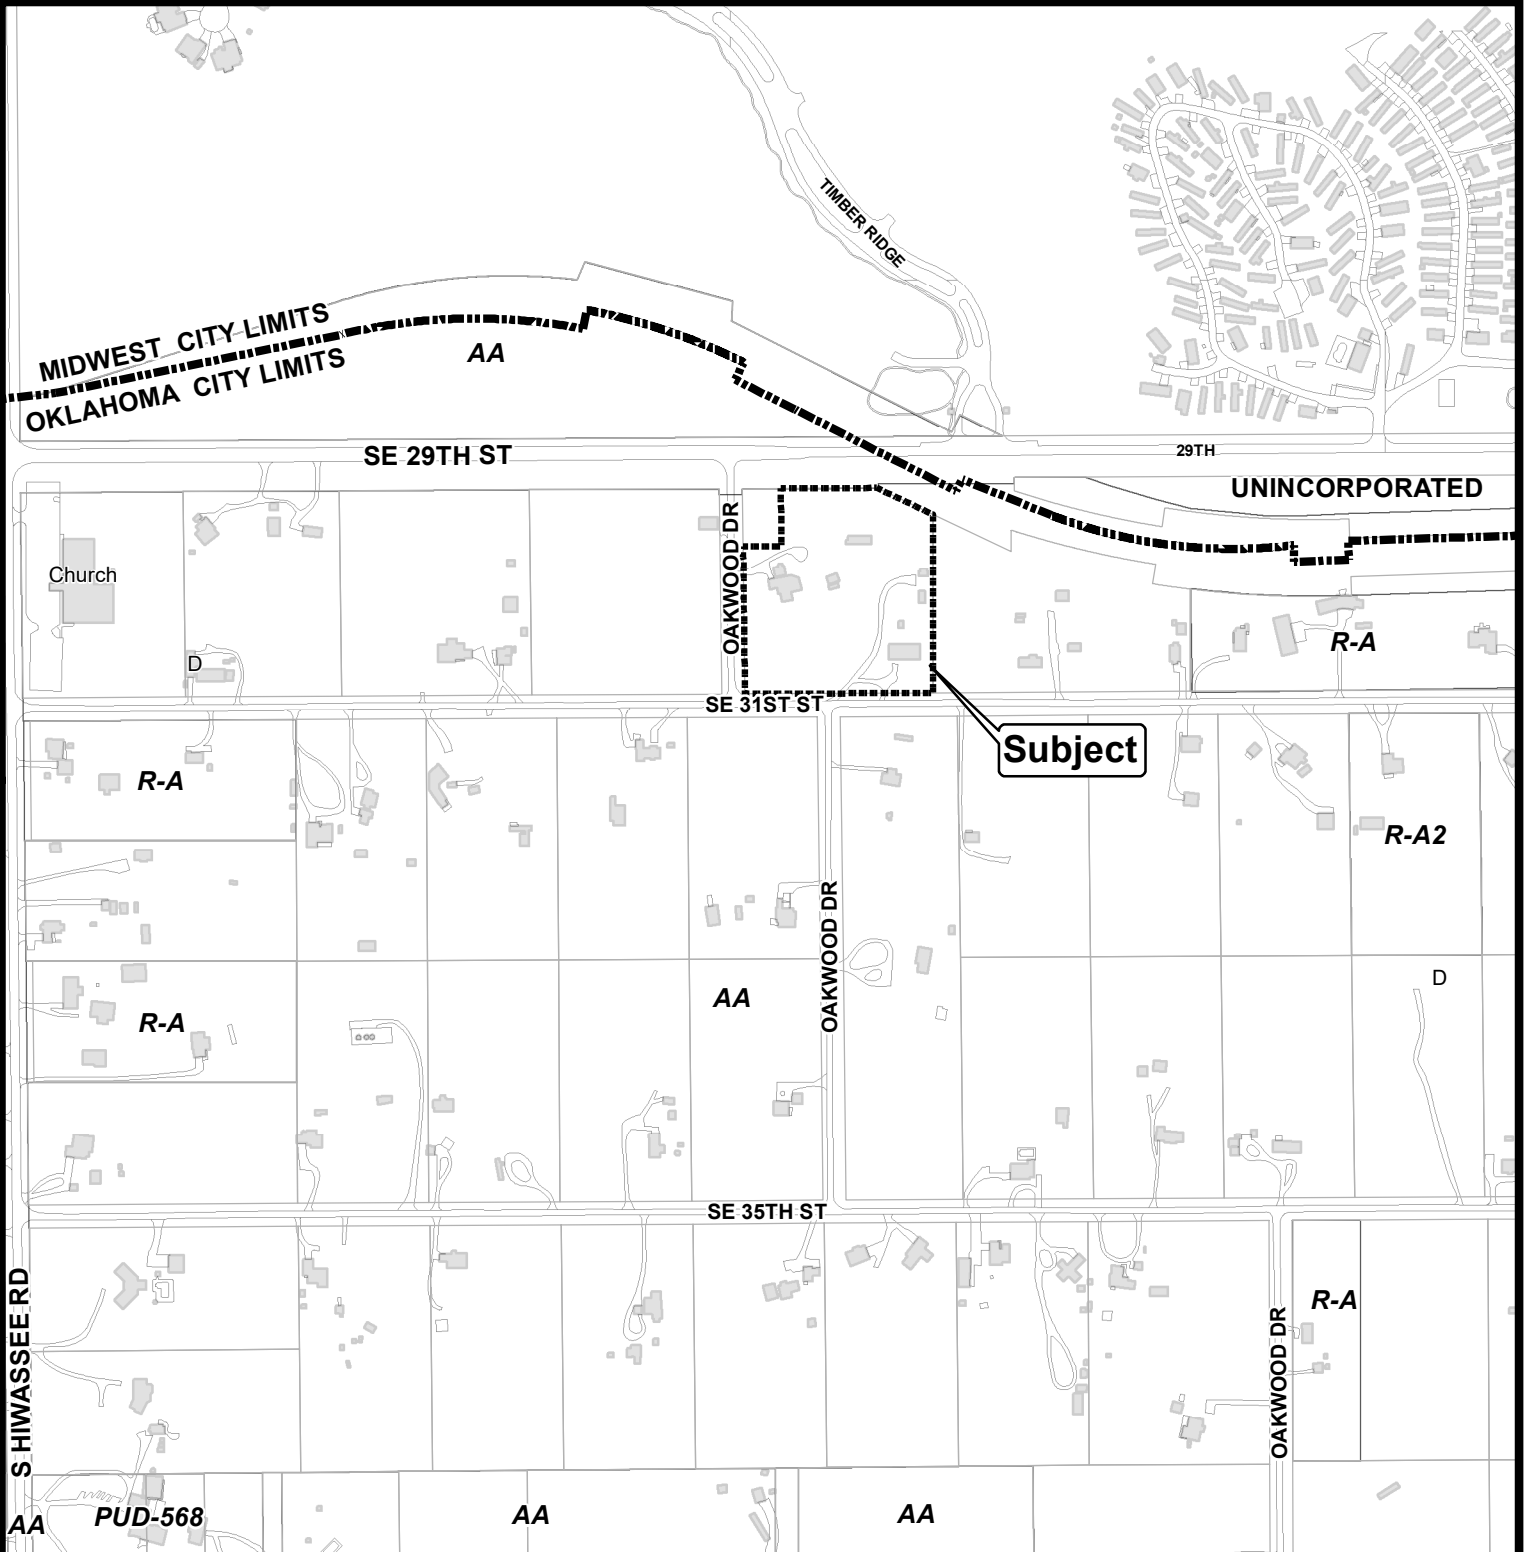 TIMBER RIDGE
MIDWEST CITY LIMITS
OKLAHOMA CITY LIMITS
AA
SE 29TH ST
29TH
UNINCORPORATED
OAKWOOD DR
Church
D
R-A
SE 31ST ST
Subject
R-A
R-A2
OAKWOOD DR
D
AA
R-A
SE 35TH ST
S HIWASSEE RD
R-A
OAKWOOD DR
AA
PUD-568
AA
AA